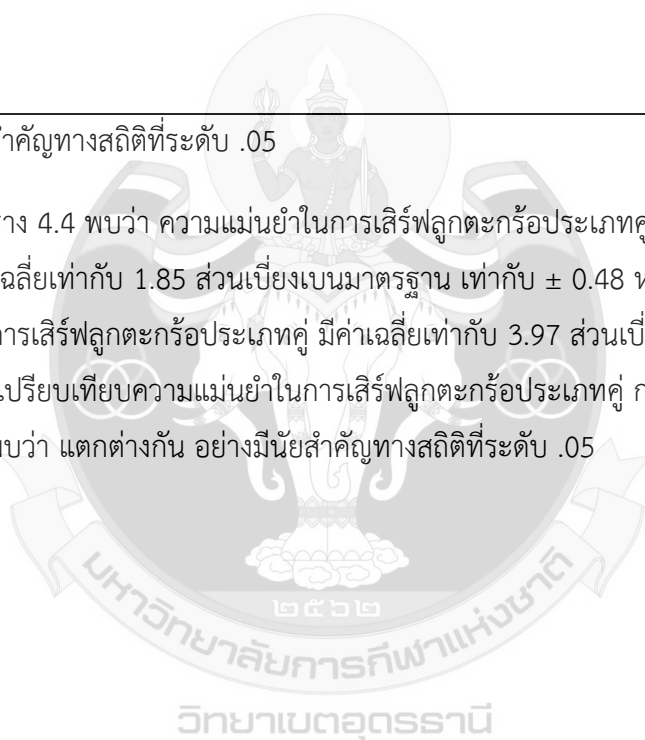 สำคัญทางสถิติที่ระดับ .05
ราง 4.4 พบว่า ความแม่นยำในการเสิร์ฟลูกตะกร้อประเภทคู่
ฉลี่ยเท่ากับ 1.85 ส่วนเบี่ยงเบนมาตรฐาน เท่ากับ ± 0.48 ห
การเสิร์ฟลูกตะกร้อประเภทคู่ มีค่าเฉลี่ยเท่ากับ 3.97 ส่วนเบี่
เปรียบเทียบความแม่นยำในการเสิร์ฟลูกตะกร้อประเภทคู่ ก
พบว่า แตกต่างกัน อย่างมีนัยสำคัญทางสถิติที่ระดับ .05
๒๕๖๒
มหาวิทยาลัยการกีฬาแห่งชาติ
วิทยาเขตอุดรธานี